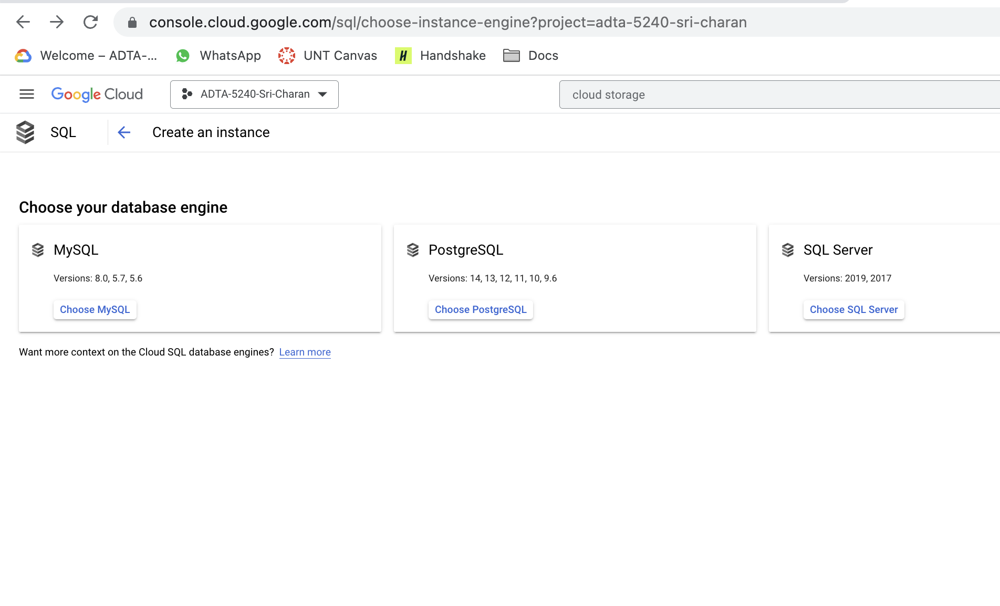 console.cloud.google.com/sql/choose-instance-engine?project=adta-5240-sri-charan
Welcome – ADTA-... WhatsApp UNT Canvas H Handshake Docs
Google Cloud ADTA-5240-Sri-Charan cloud storage
SQL Create an instance
Choose your database engine
MySQL PostgreSQL SQL Server
Versions: 8.0, 5.7, 5.6 Versions: 14, 13, 12, 11, 10, 9.6 Versions: 2019, 2017
Choose MySQL Choose PostgreSQL Choose SQL Server
Want more context on the Cloud SQL database engines? Learn more